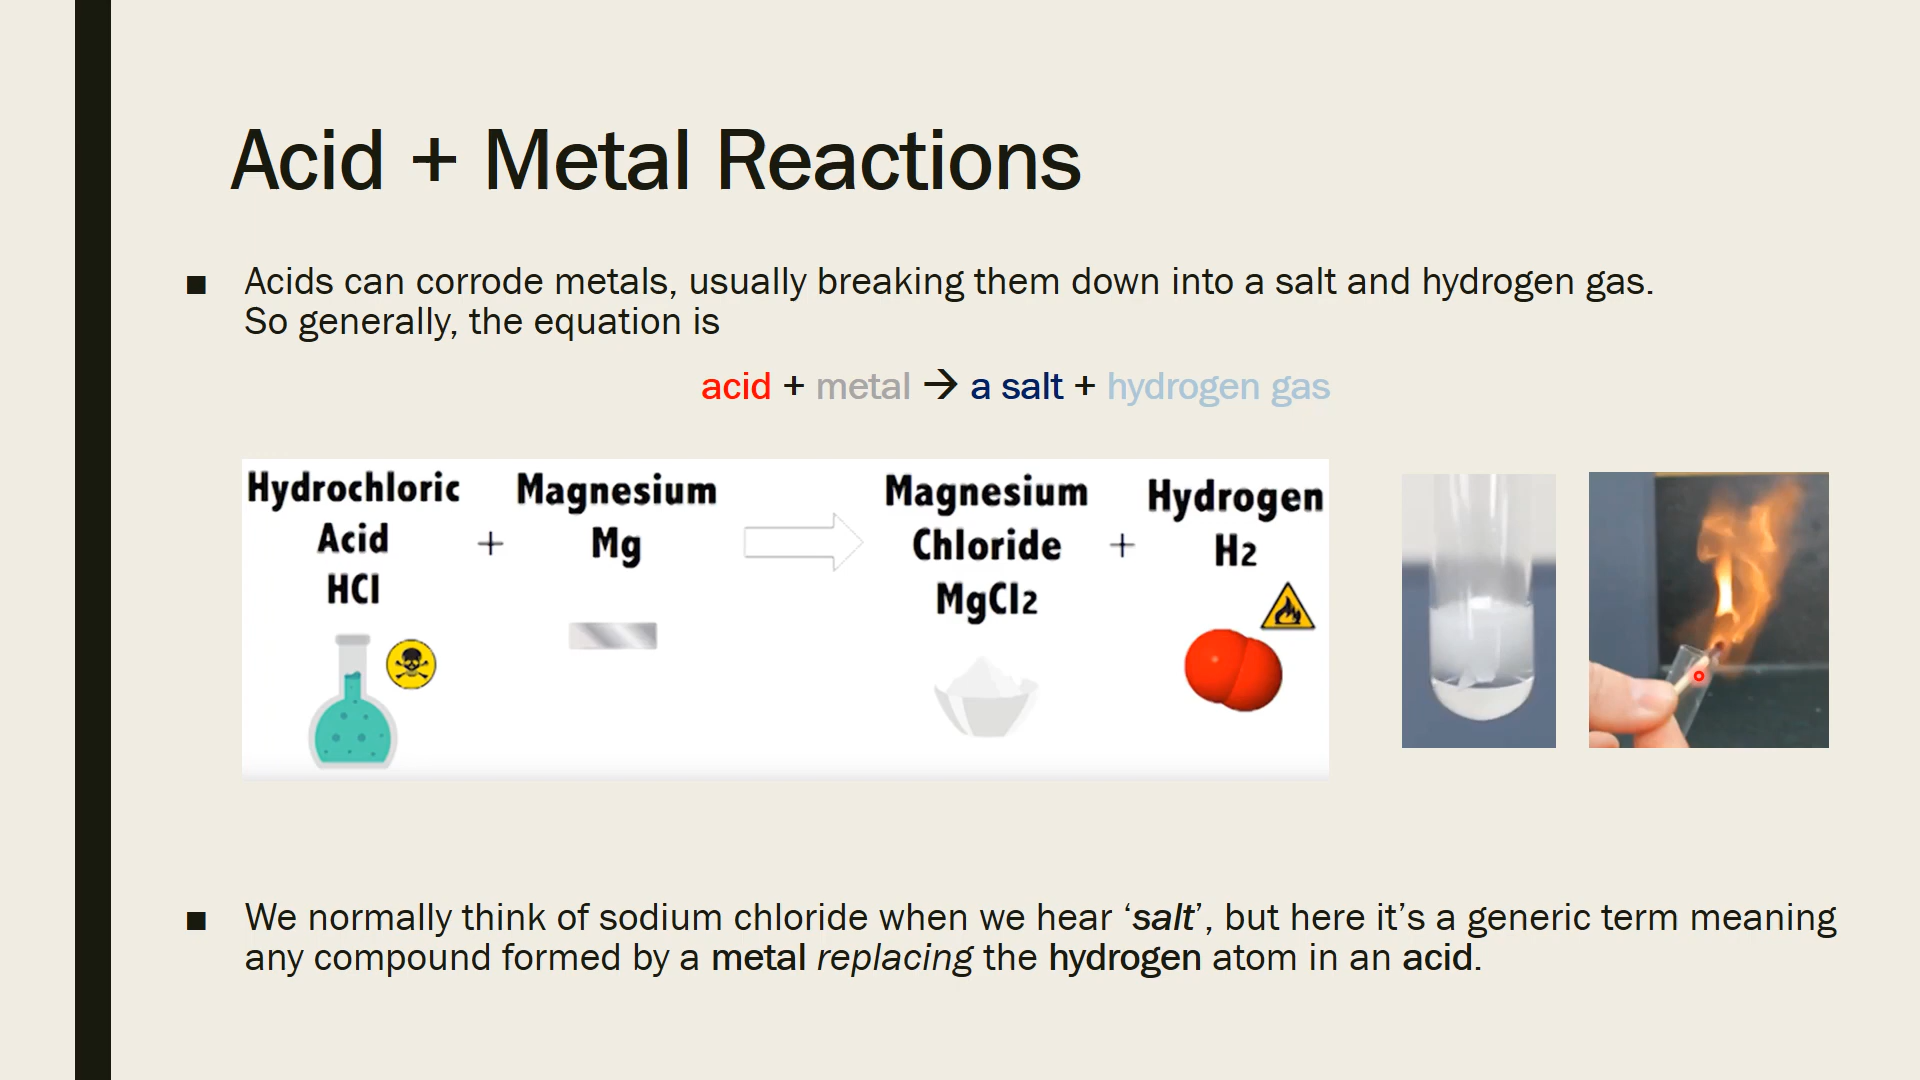 Acid + Metal Reactions
■ Acids can corrode metals, usually breaking them down into a salt and hydrogen gas.
So generally, the equation is
acid + metal → a salt + hydrogen gas
Hydrochloric
Acid
HCl
+
Magnesium
Mg
Magnesium
Chloride
MgCl2
+
Hydrogen
H2
■ We normally think of sodium chloride when we hear ‘salt’, but here it’s a generic term meaning
any compound formed by a metal replacing the hydrogen atom in an acid.